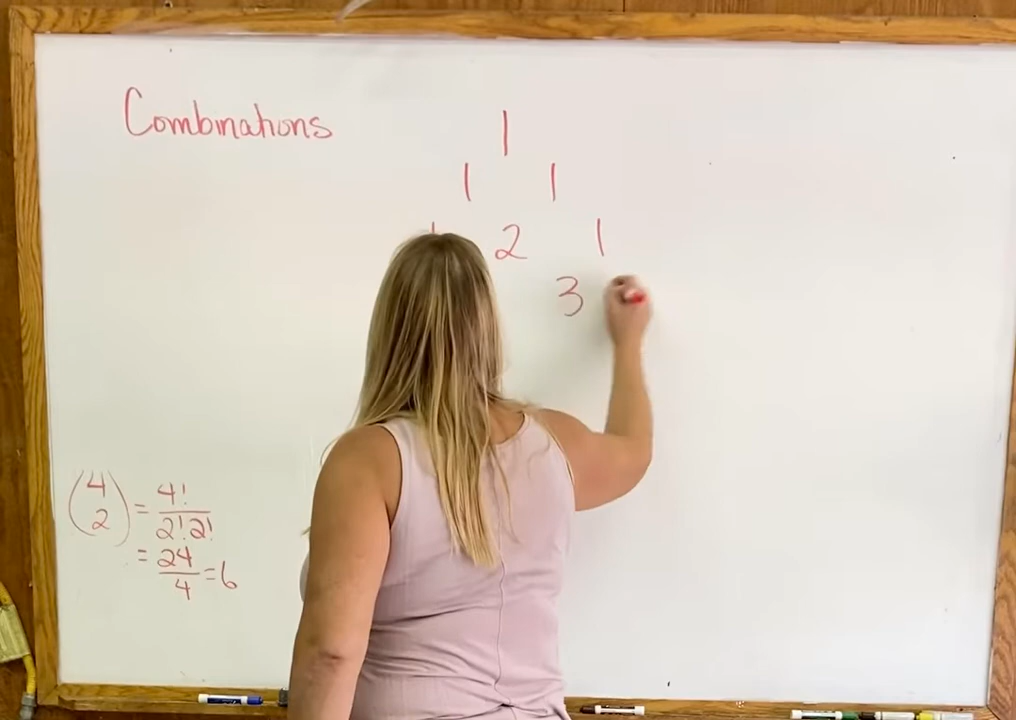 Combinations
1
1 1
2 1
3
(4 2) = 4! / 2!2!
= 24 / 4 = 6